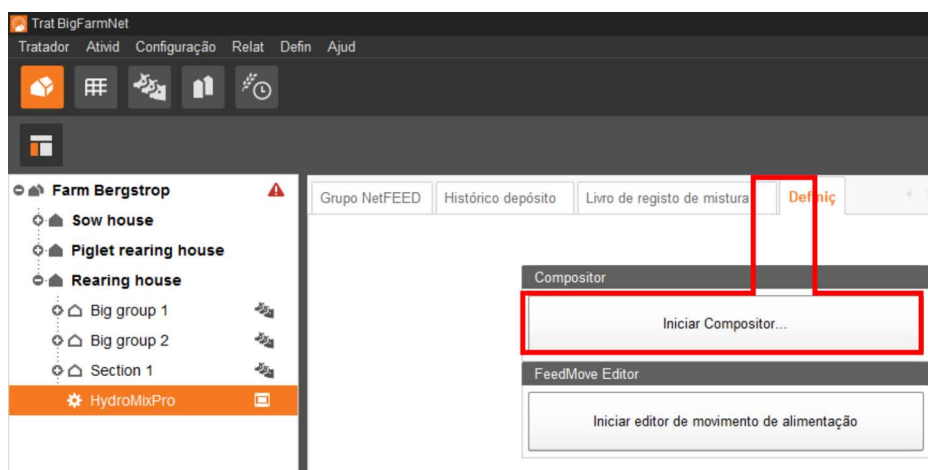 Trat BigFarmNet
Tratador Ativid Configuração Relat Defin Ajud
Farm Bergstrop
Sow house
Piglet rearing house
Rearing house
Big group 1
Big group 2
Section 1
HydroMixPro
Grupo NetFEED Histórico depósito Livro de registo de mistura Definiç
Compositor
Iniciar Compositor...
FeedMove Editor
Iniciar editor de movimento de alimentação